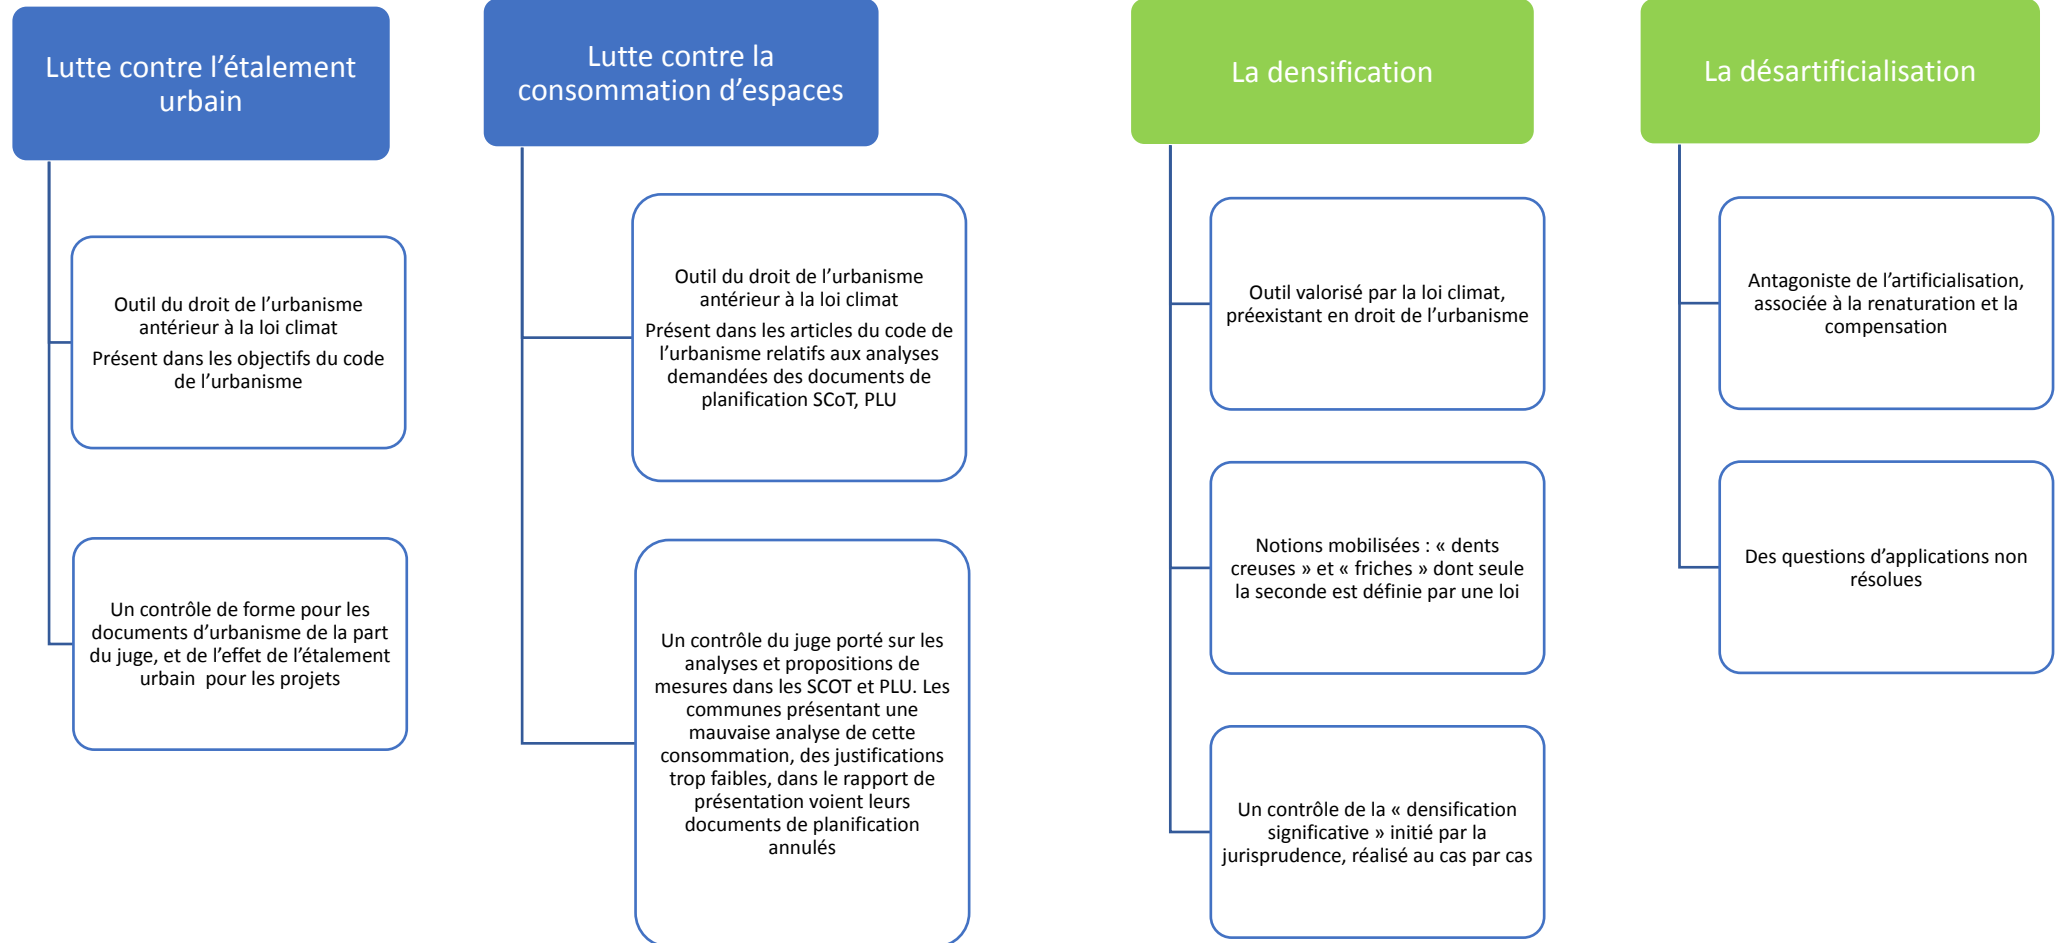 Lutte contre l’étalement
urbain
Outil du droit de l’urbanisme
antérieur à la loi climat
Présent dans les objectifs du code
de l’urbanisme
Un contrôle de forme pour les
documents d’urbanisme de la part
du juge, et de l’effet de l’étalement
urbain pour les projets
Lutte contre la
consommation d’espaces
Outil du droit de l’urbanisme
antérieur à la loi climat
Présent dans les articles du code de
l’urbanisme relatifs aux analyses
demandées des documents de
planification SCoT, PLU
Un contrôle du juge porté sur les
analyses et propositions de
mesures dans les SCOT et PLU. Les
communes présentant une
mauvaise analyse de cette
consommation, des justifications
trop faibles, dans le rapport de
présentation voient leurs
documents de planification
annulés
La densification
Outil valorisé par la loi climat,
préexistant en droit de l’urbanisme
Notions mobilisées : « dents
creuses » et « friches » dont seule
la seconde est définie par une loi
Un contrôle de la « densification
significative » initié par la
jurisprudence, réalisé au cas par cas
La désartificialisation
Antagoniste de l’artificialisation,
associée à la renaturation et la
compensation
Des questions d’applications non
résolues